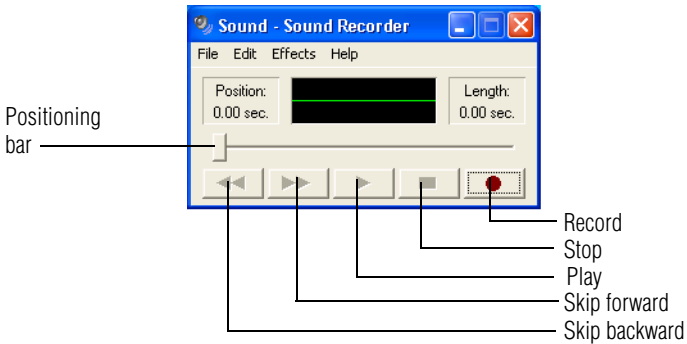 Sound - Sound Recorder
File Edit Effects Help
Position:
0.00 sec.
Length:
0.00 sec.
Positioning
bar
Record
Stop
Play
Skip forward
Skip backward